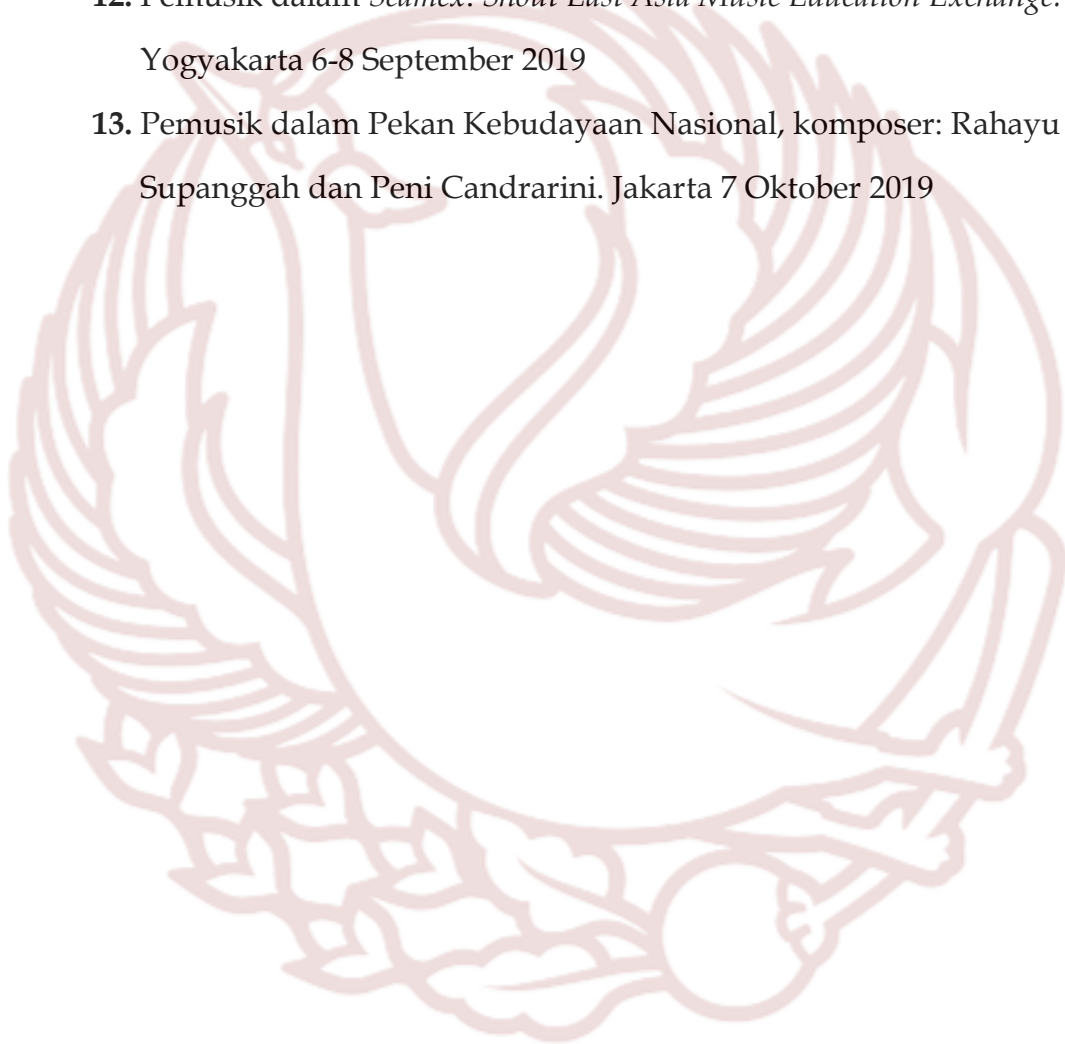 12. Pemusik dalam Seamex: Shout East Asia Music Education Exchange.
Yogyakarta 6-8 September 2019
13. Pemusik dalam Pekan Kebudayaan Nasional, komposer: Rahayu
Supanggah dan Peni Candrarini. Jakarta 7 Oktober 2019